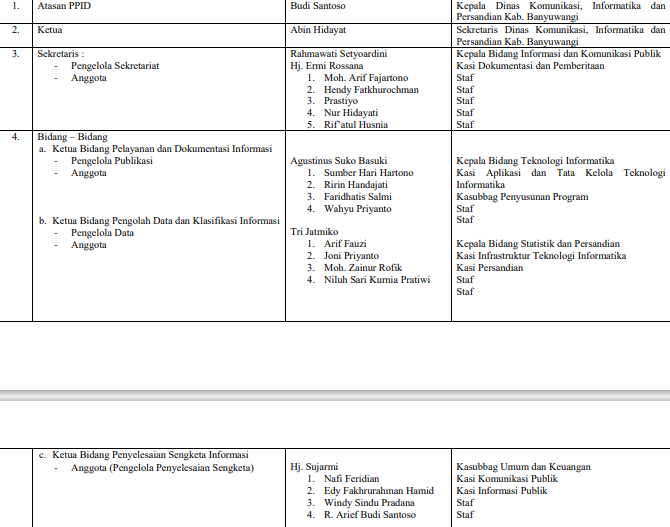 1. Atasan PPID Budi Santoso Kepala Dinas Komunikasi, Informatika dan
Persandian Kab. Banyuwangi
2. Ketua Abin Hidayat Sekretaris Dinas Komunikasi, Informatika dan
Persandian Kab. Banyuwangi
3. Sekretaris : Rahmawati Setyoardini Kepala Bidang Informasi dan Komunikasi Publik
- Pengelola Sekretariat Hj. Ermi Rossana Kasi Dokumentasi dan Pemberitaan
- Anggota 1. Moh. Arif Fajartono Staf
2. Hendy Fatkhurochman Staf
3. Prastiyo Staf
4. Nur Hidayati Staf
5. Rif'atul Husnia Staf
4. Bidang – Bidang
a. Ketua Bidang Pelayanan dan Dokumentasi Informasi
- Pengelola Publikasi Agustinus Suko Basuki Kepala Bidang Teknologi Informatika
- Anggota 1. Sumber Hari Hartono Kasi Aplikasi dan Tata Kelola Teknologi
2. Ririn Handajati Informatika
3. Faridhatis Salmi Kasubbag Penyusunan Program
4. Wahyu Priyanto Staf
b. Ketua Bidang Pengolah Data dan Klasifikasi Informasi Staf
- Pengelola Data Tri Jatmiko
- Anggota 1. Arif Fauzi Kepala Bidang Statistik dan Persandian
2. Joni Priyanto Kasi Infrastruktur Teknologi Informatika
3. Moh. Zainur Rofik Kasi Persandian
4. Niluh Sari Kurnia Pratiwi Staf
Staf
c. Ketua Bidang Penyelesaian Sengketa Informasi
- Anggota (Pengelola Penyelesaian Sengketa) Hj. Sujarmi Kasubbag Umum dan Keuangan
1. Nafi Feridian Kasi Komunikasi Publik
2. Edy Fakhrurahman Hamid Kasi Informasi Publik
3. Windy Sindu Pradana Staf
4. R. Arief Budi Santoso Staf